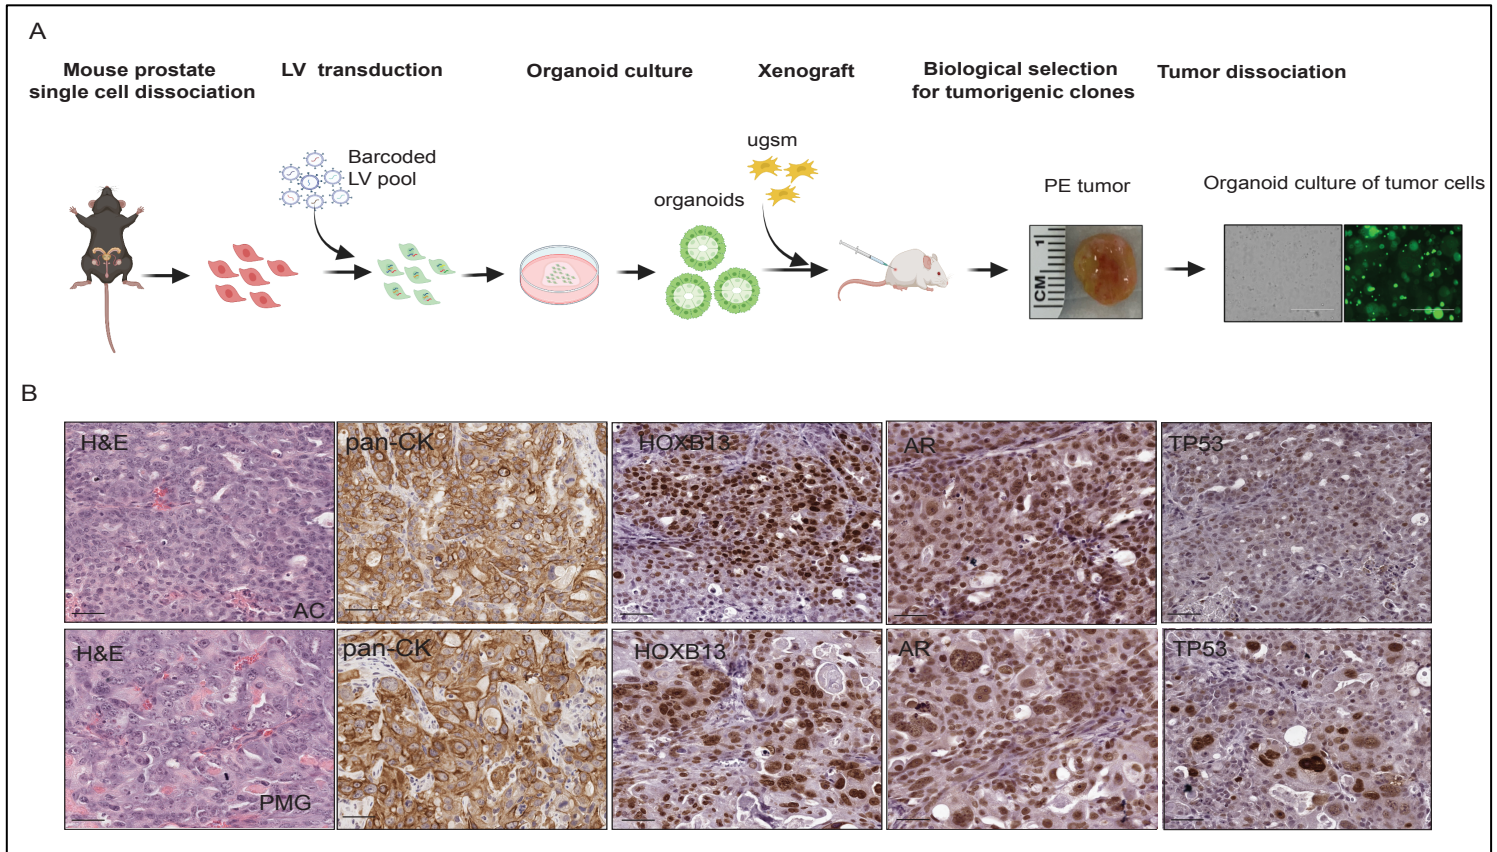 A
Mouse prostate
single cell dissociation
LV transduction
Organoid culture
Xenograft
Biological selection
for tumorigenic clones
Tumor dissociation
Barcoded
LV pool
ugsm
organoids
PE tumor
Organoid culture of tumor cells
1
CM
B
H&E
AC
pan-CK
HOXB13
AR
TP53
H&E
PMG
pan-CK
HOXB13
AR
TP53